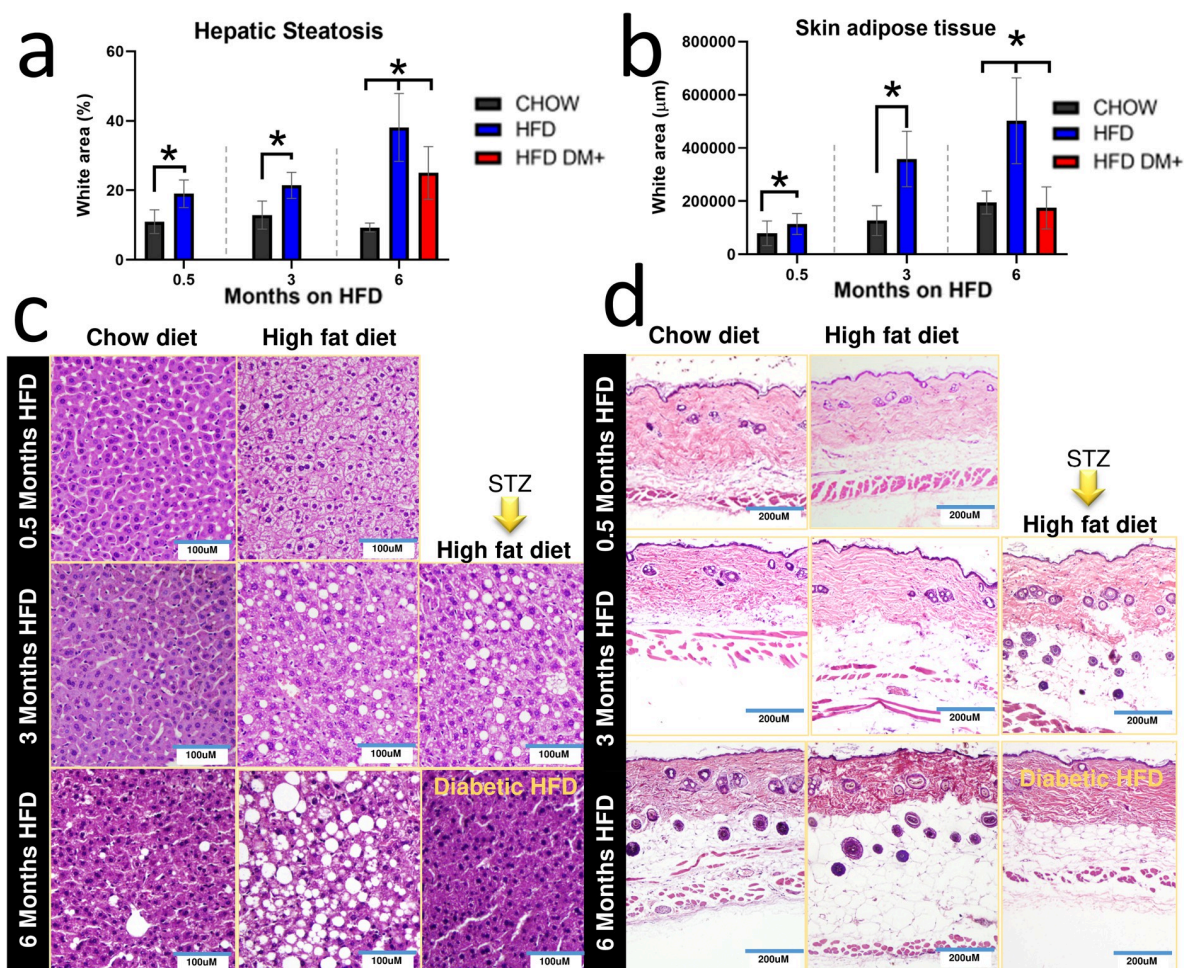 a
Hepatic Steatosis
White area (%)
60
40
20
0
*
*
*
0.5
3
6
Months on HFD
CHOW
HFD
HFD DM+
b
Skin adipose tissue
White area (μm)
800000
600000
400000
200000
0
*
*
*
0.5
3
6
Months on HFD
CHOW
HFD
HFD DM+
c
Chow diet
High fat diet
0.5 Months HFD
100uM
100uM
STZ
High fat diet
3 Months HFD
100uM
100uM
100uM
6 Months HFD
Diabetic HFD
100uM
100uM
100uM
d
Chow diet
High fat diet
0.5 Months HFD
200uM
200uM
STZ
High fat diet
3 Months HFD
200uM
200uM
200uM
6 Months HFD
Diabetic HFD
200uM
200uM
200uM